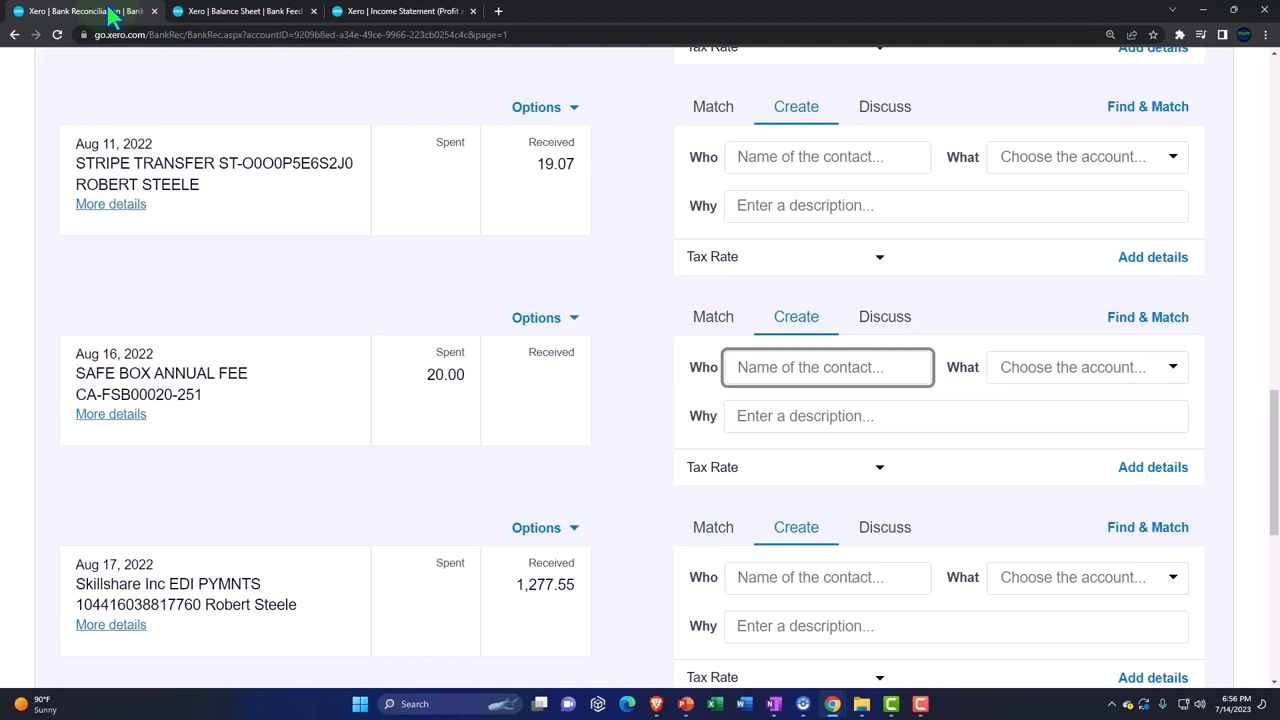 Xero | Bank Reconciliation | Bank
Xero | Balance Sheet | Bank Feed
Xero | Income Statement (Profit a
go.xero.com/BankRec/BankRec.aspx?accountID=9209b8ed-a34e-49ce-9966-223cb0254c4c&page=1
Tax Rate
Add details
Options
Match
Create
Discuss
Find & Match
Aug 11, 2022
STRIPE TRANSFER ST-O0O0P5E6S2J0
ROBERT STEELE
More details
Spent
Received
19.07
Who
Name of the contact...
What
Choose the account...
Why
Enter a description...
Tax Rate
Add details
Options
Match
Create
Discuss
Find & Match
Aug 16, 2022
SAFE BOX ANNUAL FEE
CA-FSB00020-251
More details
Spent
20.00
Received
Who
Name of the contact...
What
Choose the account...
Why
Enter a description...
Tax Rate
Add details
Options
Match
Create
Discuss
Find & Match
Aug 17, 2022
Skillshare Inc EDI PYMNTS
104416038817760 Robert Steele
More details
Spent
Received
1,277.55
Who
Name of the contact...
What
Choose the account...
Why
Enter a description...
Tax Rate
Add details
90°F
Sunny
Search
6:56 PM
7/14/2023